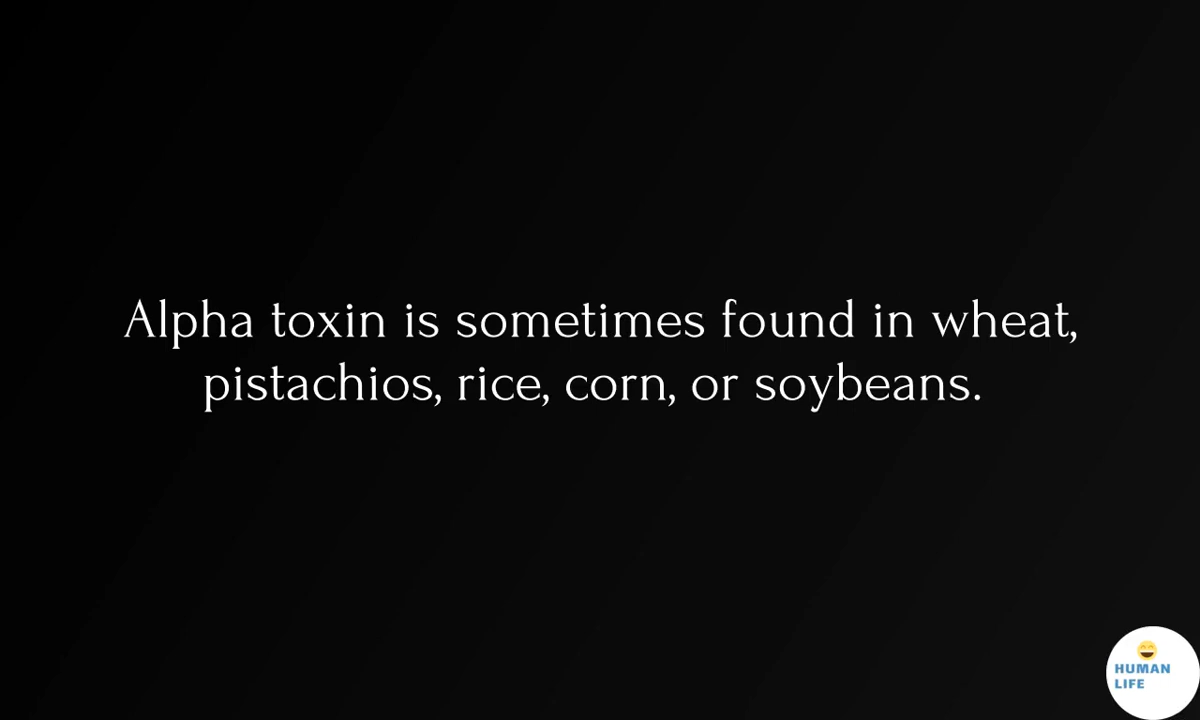 Alpha toxin is sometimes found in wheat,
pistachios, rice, corn, or soybeans.
HUMAN
LIFE